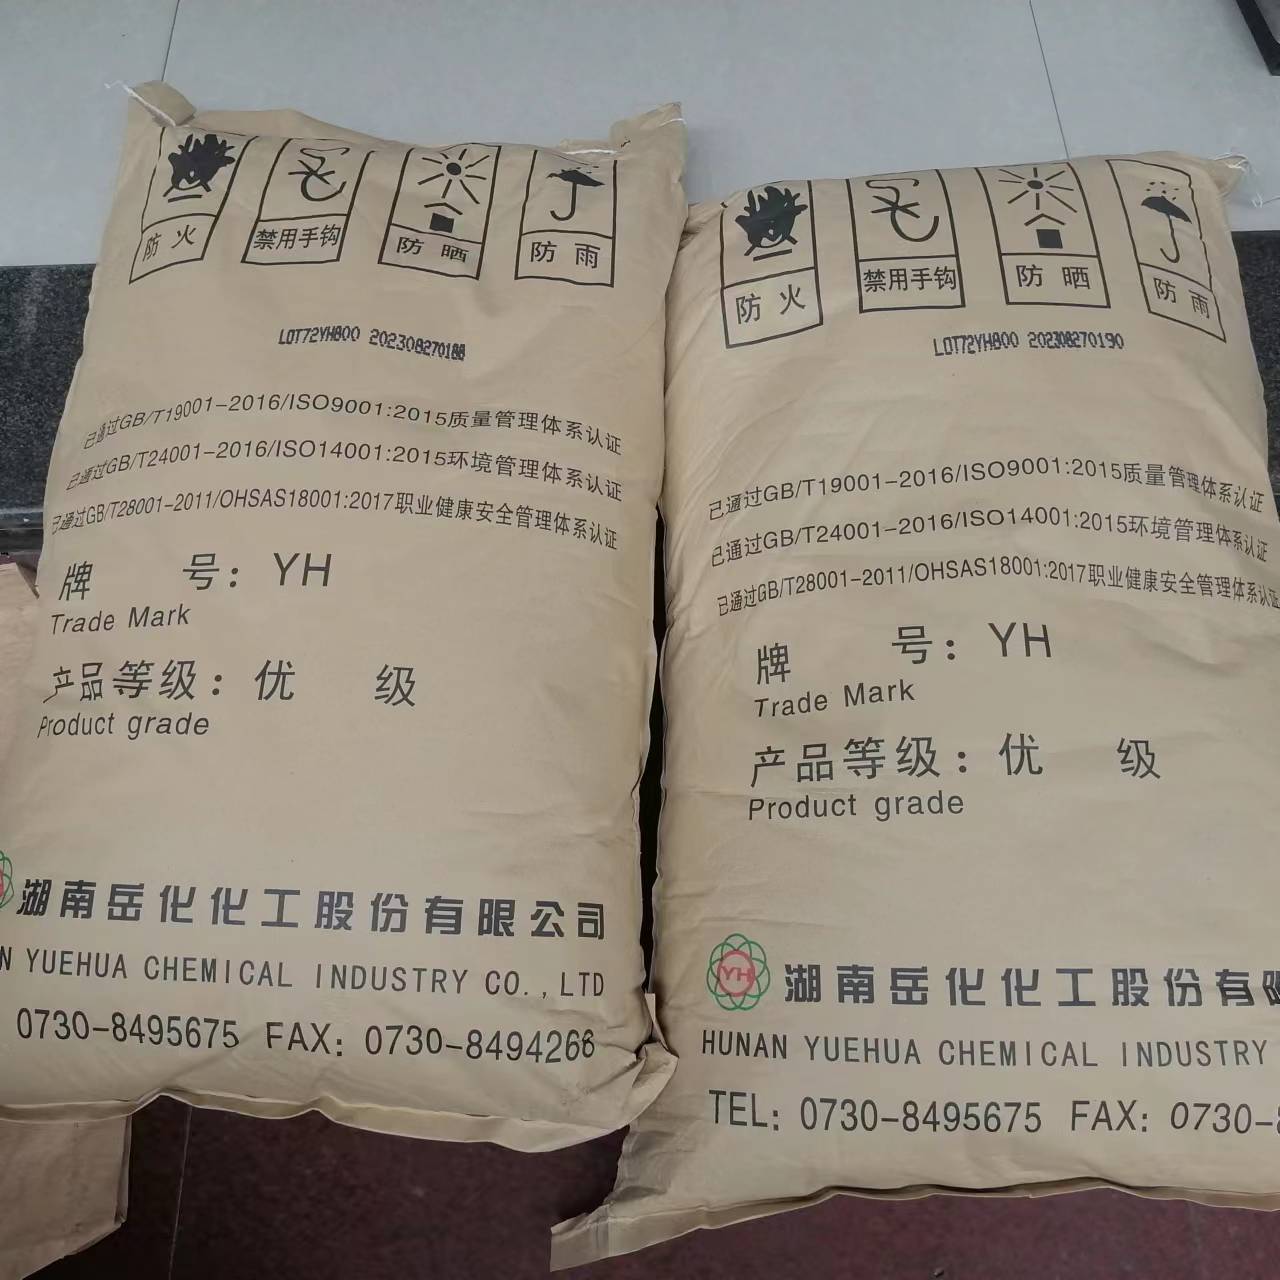 防火
禁用手钩
防晒
防雨
LOT72YH800 202308270188
已通过GB/T19001-2016/ISO9001:2015质量管理体系认证
已通过GB/T24001-2016/ISO14001:2015环境管理体系认证
已通过GB/T28001-2011/OHSAS18001:2017职业健康安全管理体系认证
牌 号: YH
Trade Mark
产品等级: 优 级
Product grade
湖南岳化化工股份有限公司
N YUEHUA CHEMICAL INDUSTRY CO.,LTD
0730-8495675 FAX: 0730-8494266
防火
禁用手钩
防晒
防雨
LOT72YH800 202308270190
已通过GB/T19001-2016/ISO9001:2015质量管理体系认证
已通过GB/T24001-2016/ISO14001:2015环境管理体系认证
已通过GB/T28001-2011/OHSAS18001:2017职业健康安全管理体系认证
牌 号: YH
Trade Mark
产品等级: 优 级
Product grade
YH
湖南岳化化工股份有
HUNAN YUEHUA CHEMICAL INDUSTRY
TEL: 0730-8495675 FAX: 0730-